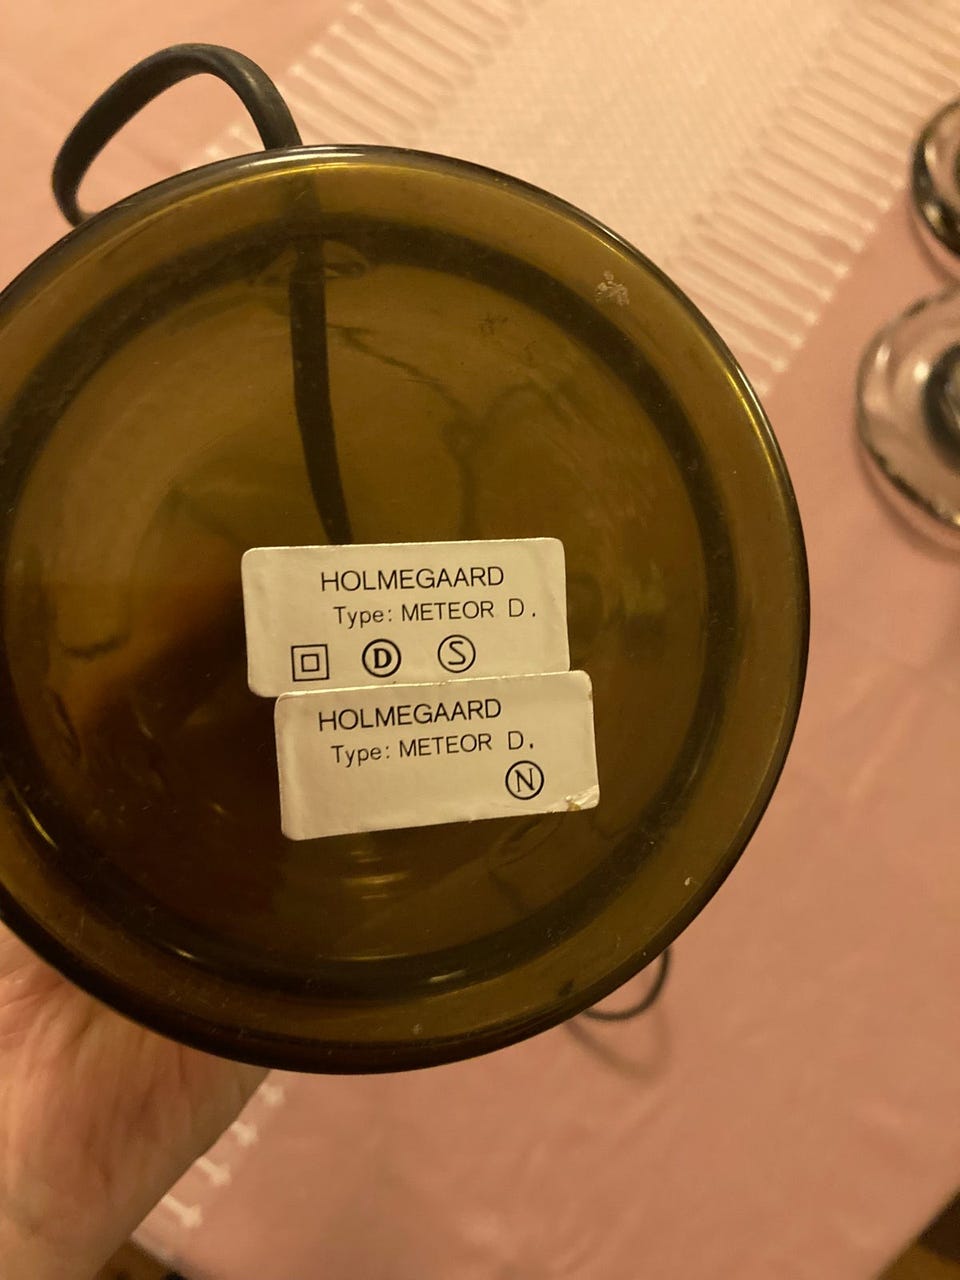 HOLMEGAARD
Type: METEOR D.
D S
HOLMEGAARD
Type: METEOR D.
N